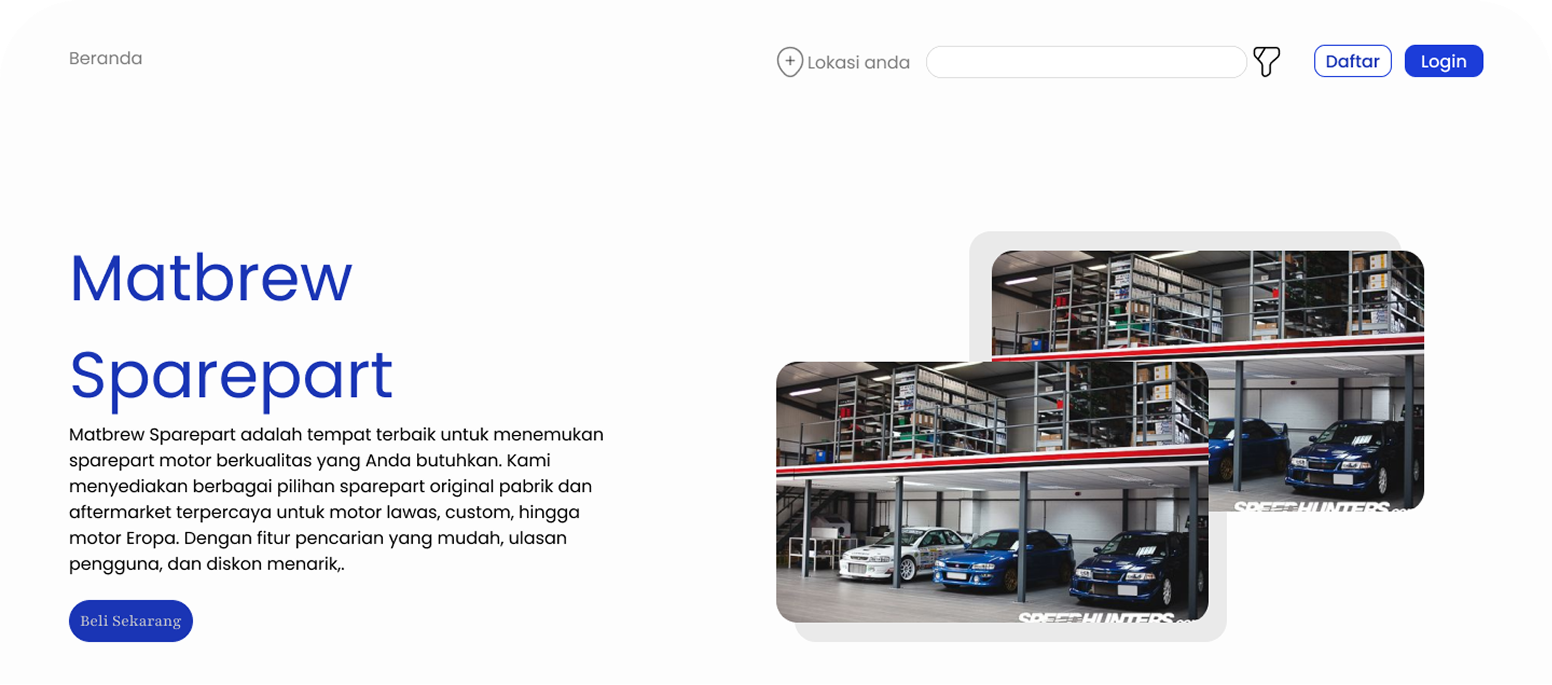 Beranda
Lokasi anda
Daftar
Login
Matbrew
Sparepart
Matbrew Sparepart adalah tempat terbaik untuk menemukan
sparepart motor berkualitas yang Anda butuhkan. Kami
menyediakan berbagai pilihan sparepart original pabrik dan
aftermarket terpercaya untuk motor lawas, custom, hingga
motor Eropa. Dengan fitur pencarian yang mudah, ulasan
pengguna, dan diskon menarik,.
Beli Sekarang
SPEEDHUNTERS.com
SPEEDHUNTERS.com